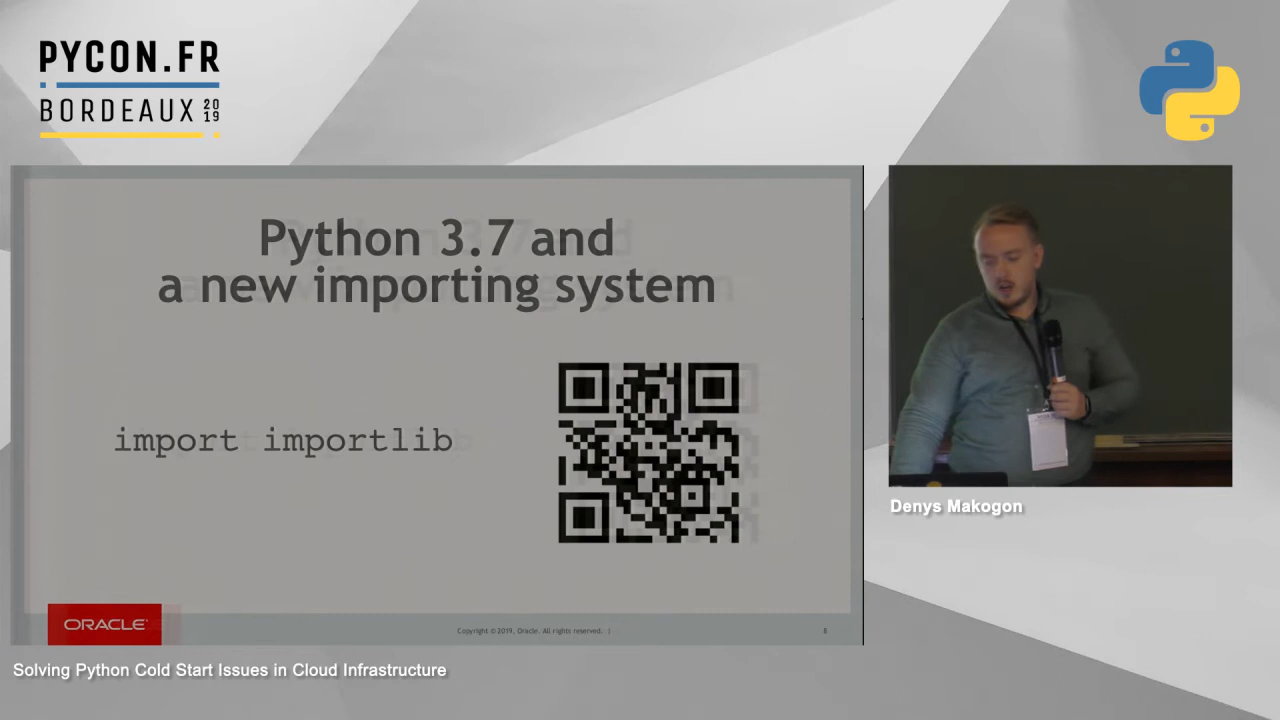 PYCON.FR
BORDEAUX 2019
Python 3.7 and
a new importing system
import importlib
ORACLE
Copyright © 2019, Oracle. All rights reserved.
8
Denys Makogon
Solving Python Cold Start Issues in Cloud Infrastructure